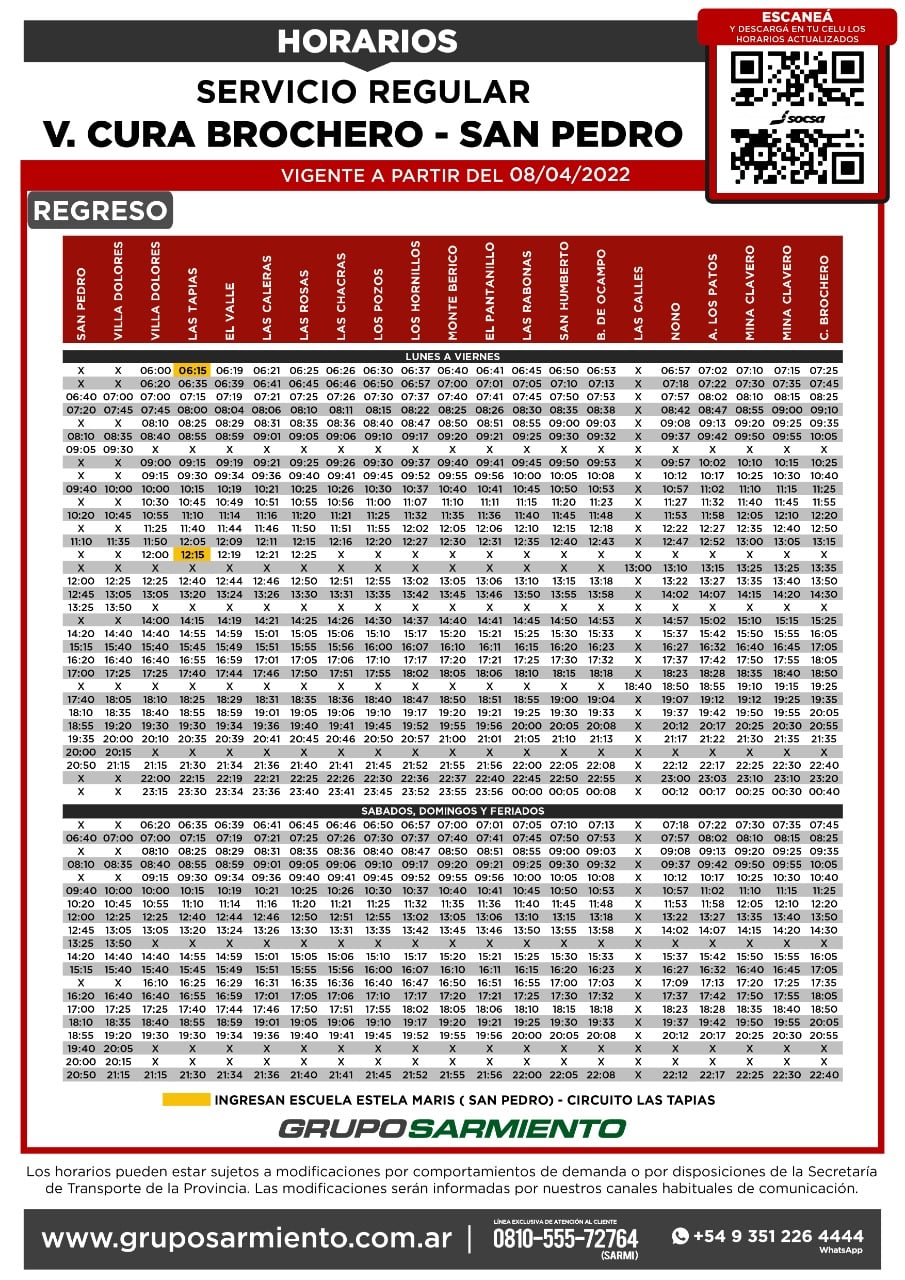 HORARIOS
SERVICIO REGULAR
V. CURA BROCHERO - SAN PEDRO
VIGENTE A PARTIR DEL 08/04/2022
ESCANEÁ
Y DESCARGÁ EN TU CELU LOS
HORARIOS ACTUALIZADOS
socsa
REGRESO
SAN PEDRO VILLA DOLORES VILLA DOLORES LAS TAPIAS EL VALLE LAS CALERAS LAS ROSAS LAS CHACRAS LOS POZOS LOS HORNILLOS MONTE BERICO EL PANTANILLO LAS RABONAS SAN HUMBERTO B. DE OCAMPO LAS CALLES NONO A. LOS PATOS MINA CLAVERO MINA CLAVERO C. BROCHERO
LUNES A VIERNES
X X 06:00 06:15 06:19 06:21 06:25 06:26 06:30 06:37 06:40 06:41 06:45 06:50 06:53 X 06:57 07:02 07:10 07:15 07:25
X X 06:20 06:35 06:39 06:41 06:45 06:46 06:50 06:57 07:00 07:01 07:05 07:10 07:13 X 07:18 07:22 07:30 07:35 07:45
06:40 07:00 07:00 07:15 07:19 07:21 07:25 07:26 07:30 07:37 07:40 07:41 07:45 07:50 07:53 X 07:57 08:02 08:10 08:15 08:25
07:20 07:45 07:45 08:00 08:04 08:06 08:10 08:11 08:15 08:22 08:25 08:26 08:30 08:35 08:38 X 08:42 08:47 08:55 09:00 09:10
X X 08:10 08:25 08:29 08:31 08:35 08:36 08:40 08:47 08:50 08:51 08:55 09:00 09:03 X 09:08 09:13 09:20 09:25 09:35
08:10 08:35 08:40 08:55 08:59 09:01 09:05 09:06 09:10 09:17 09:20 09:21 09:25 09:30 09:32 X 09:37 09:42 09:50 09:55 10:05
09:05 09:30 X X X X X X X X X X X X X X X X X X X
X X 09:00 09:15 09:19 09:21 09:25 09:26 09:30 09:37 09:40 09:41 09:45 09:50 09:53 X 09:57 10:02 10:10 10:15 10:25
X X 09:15 09:30 09:34 09:36 09:40 09:41 09:45 09:52 09:55 09:56 10:00 10:05 10:08 X 10:12 10:17 10:25 10:30 10:40
09:40 10:00 10:00 10:15 10:19 10:21 10:25 10:26 10:30 10:37 10:40 10:41 10:45 10:50 10:53 X 10:57 11:02 11:10 11:15 11:25
X X 10:30 10:45 10:49 10:51 10:55 10:56 11:00 11:07 11:10 11:11 11:15 11:20 11:23 X 11:27 11:32 11:40 11:45 11:55
10:20 10:45 10:55 11:10 11:14 11:16 11:20 11:21 11:25 11:32 11:35 11:36 11:40 11:45 11:48 X 11:53 11:58 12:05 12:10 12:20
X X 11:25 11:40 11:44 11:46 11:50 11:51 11:55 12:02 12:05 12:06 12:10 12:15 12:18 X 12:22 12:27 12:35 12:40 12:50
11:10 11:35 11:50 12:05 12:09 12:11 12:15 12:16 12:20 12:27 12:30 12:31 12:35 12:40 12:43 X 12:47 12:52 13:00 13:05 13:15
X X 12:00 12:15 12:19 12:21 12:25 X X X X X X X X X X X X X X
X X X X X X X X X X X X X X X 13:00 13:10 13:15 13:25 13:25 13:35
12:00 12:25 12:25 12:40 12:44 12:46 12:50 12:51 12:55 13:02 13:05 13:06 13:10 13:15 13:18 X 13:22 13:27 13:35 13:40 13:50
12:45 13:05 13:05 13:20 13:24 13:26 13:30 13:31 13:35 13:42 13:45 13:46 13:50 13:55 13:58 X 14:02 14:07 14:15 14:20 14:30
13:25 13:50 X X X X X X X X X X X X X X X X X X X
X X 14:00 14:15 14:19 14:21 14:25 14:26 14:30 14:37 14:40 14:41 14:45 14:50 14:53 X 14:57 15:02 15:10 15:15 15:25
14:20 14:40 14:40 14:55 14:59 15:01 15:05 15:06 15:10 15:17 15:20 15:21 15:25 15:30 15:33 X 15:37 15:42 15:50 15:55 16:05
15:15 15:40 15:40 15:45 15:49 15:51 15:55 15:56 16:00 16:07 16:10 16:11 16:15 16:20 16:23 X 16:27 16:32 16:40 16:45 17:05
16:20 16:40 16:40 16:55 16:59 17:01 17:05 17:06 17:10 17:17 17:20 17:21 17:25 17:30 17:32 X 17:37 17:42 17:50 17:55 18:05
17:00 17:25 17:25 17:40 17:44 17:46 17:50 17:51 17:55 18:02 18:05 18:06 18:10 18:15 18:18 X 18:23 18:28 18:35 18:40 18:50
X X X X X X X X X X X X X X X 18:40 18:50 18:55 19:10 19:15 19:25
17:40 18:05 18:10 18:25 18:29 18:31 18:35 18:36 18:40 18:47 18:50 18:51 18:55 19:00 19:04 X 19:07 19:12 19:12 19:25 19:35
18:10 18:35 18:40 18:55 18:59 19:01 19:05 19:06 19:10 19:17 19:20 19:21 19:25 19:30 19:33 X 19:37 19:42 19:50 19:55 20:05
18:55 19:20 19:30 19:30 19:34 19:36 19:40 19:41 19:45 19:52 19:55 19:56 20:00 20:05 20:08 X 20:12 20:17 20:25 20:30 20:55
19:35 20:00 20:10 20:35 20:39 20:41 20:45 20:46 20:50 20:57 21:00 21:01 21:05 21:10 21:13 X 21:17 21:22 21:30 21:35 21:35
20:00 20:15 X X X X X X X X X X X X X X X X X X X
20:50 21:15 21:15 21:30 21:34 21:36 21:40 21:41 21:45 21:52 21:55 21:56 22:00 22:05 22:08 X 22:12 22:17 22:25 22:30 22:40
X X 22:00 22:15 22:19 22:21 22:25 22:26 22:30 22:36 22:37 22:40 22:45 22:50 22:55 X 23:00 23:03 23:10 23:10 23:20
X X 23:15 23:30 23:34 23:36 23:40 23:41 23:45 23:52 23:55 23:56 00:00 00:05 00:08 X 00:12 00:17 00:25 00:30 00:40
SABADOS, DOMINGOS Y FERIADOS
X X 06:20 06:35 06:39 06:41 06:45 06:46 06:50 06:57 07:00 07:01 07:05 07:10 07:13 X 07:18 07:22 07:30 07:35 07:45
06:40 07:00 07:00 07:15 07:19 07:21 07:25 07:26 07:30 07:37 07:40 07:41 07:45 07:50 07:53 X 07:57 08:02 08:10 08:15 08:25
X X 08:10 08:25 08:29 08:31 08:35 08:36 08:40 08:47 08:50 08:51 08:55 09:00 09:03 X 09:08 09:13 09:20 09:25 09:35
08:10 08:35 08:40 08:55 08:59 09:01 09:05 09:06 09:10 09:17 09:20 09:21 09:25 09:30 09:32 X 09:37 09:42 09:50 09:55 10:05
X X 09:15 09:30 09:34 09:36 09:40 09:41 09:45 09:52 09:55 09:56 10:00 10:05 10:08 X 10:12 10:17 10:25 10:30 10:40
09:40 10:00 10:00 10:15 10:19 10:21 10:25 10:26 10:30 10:37 10:40 10:41 10:45 10:50 10:53 X 10:57 11:02 11:10 11:15 11:25
10:20 10:45 10:55 11:10 11:14 11:16 11:20 11:21 11:25 11:32 11:35 11:36 11:40 11:45 11:48 X 11:53 11:58 12:05 12:10 12:20
12:00 12:25 12:25 12:40 12:44 12:46 12:50 12:51 12:55 13:02 13:05 13:06 13:10 13:15 13:18 X 13:22 13:27 13:35 13:40 13:50
12:45 13:05 13:05 13:20 13:24 13:26 13:30 13:31 13:35 13:42 13:45 13:46 13:50 13:55 13:58 X 14:02 14:07 14:15 14:20 14:30
13:25 13:50 X X X X X X X X X X X X X X X X X X X
14:20 14:40 14:40 14:55 14:59 15:01 15:05 15:06 15:10 15:17 15:20 15:21 15:25 15:30 15:33 X 15:37 15:42 15:50 15:55 16:05
15:15 15:40 15:40 15:45 15:49 15:51 15:55 15:56 16:00 16:07 16:10 16:11 16:15 16:20 16:23 X 16:27 16:32 16:40 16:45 17:05
X X 16:10 16:25 16:29 16:31 16:35 16:36 16:40 16:47 16:50 16:51 16:55 17:00 17:03 X 17:09 17:13 17:20 17:25 17:35
16:20 16:40 16:40 16:55 16:59 17:01 17:05 17:06 17:10 17:17 17:20 17:21 17:25 17:30 17:32 X 17:37 17:42 17:50 17:55 18:05
17:00 17:25 17:25 17:40 17:44 17:46 17:50 17:51 17:55 18:02 18:05 18:06 18:10 18:15 18:18 X 18:23 18:28 18:35 18:40 18:50
18:10 18:35 18:40 18:55 18:59 19:01 19:05 19:06 19:10 19:17 19:20 19:21 19:25 19:30 19:33 X 19:37 19:42 19:50 19:55 20:05
18:55 19:20 19:30 19:30 19:34 19:36 19:40 19:41 19:45 19:52 19:55 19:56 20:00 20:05 20:08 X 20:12 20:17 20:25 20:30 20:55
19:40 20:05 X X X X X X X X X X X X X X X X X X X
20:00 20:15 X X X X X X X X X X X X X X X X X X X
20:50 21:15 21:15 21:30 21:34 21:36 21:40 21:41 21:45 21:52 21:55 21:56 22:00 22:05 22:08 X 22:12 22:17 22:25 22:30 22:40
INGRESAN ESCUELA ESTELA MARIS ( SAN PEDRO) - CIRCUITO LAS TAPIAS
GRUPO SARMIENTO
Los horarios pueden estar sujetos a modificaciones por comportamientos de demanda o por disposiciones de la Secretaría
de Transporte de la Provincia. Las modificaciones serán informadas por nuestros canales habituales de comunicación.
www.gruposarmiento.com.ar
LÍNEA EXCLUSIVA DE ATENCIÓN AL CLIENTE
0810-555-72764
(SARMI)
+54 9 351 226 4444
WhatsApp